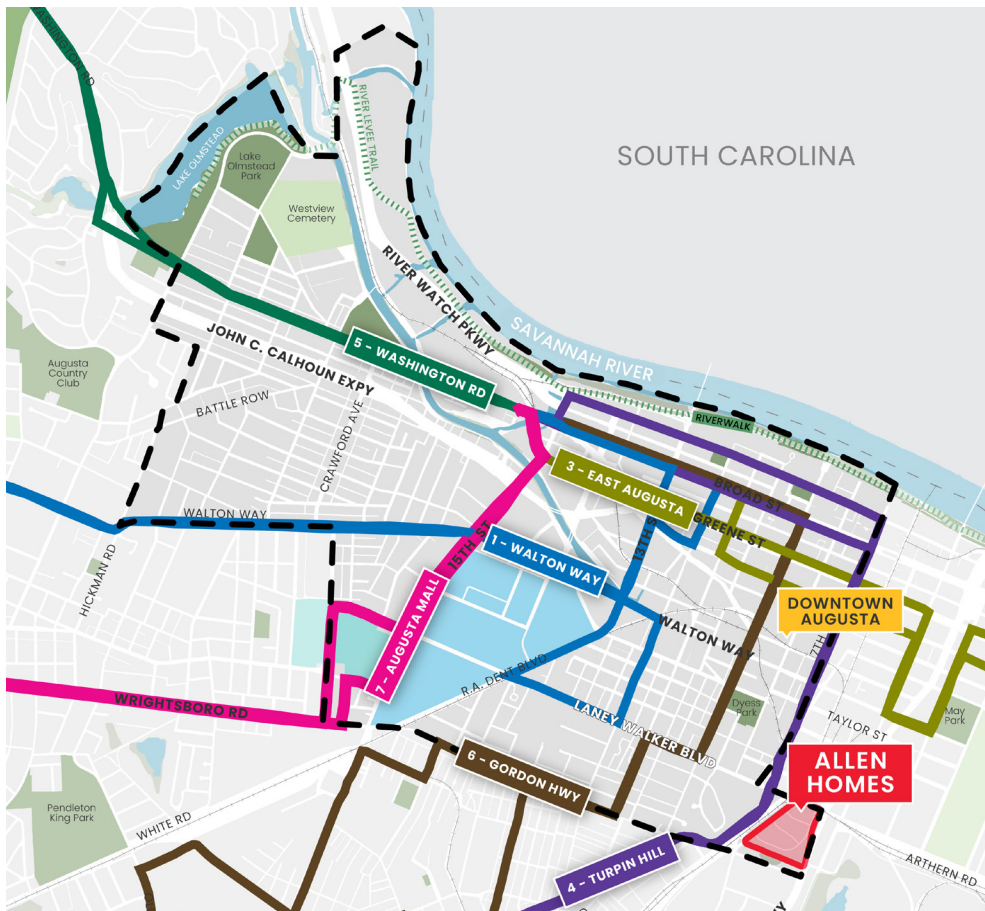 WASHINGTON RD
LAKE OLMSTEAD
Lake
Olmstead
Park
RIVER LEVEE TRAIL
SOUTH CAROLINA
Westview
Cemetery
RIVER WATCH PKWY
SAVANNAH RIVER
JOHN C. CALHOUN EXPY
5 – WASHINGTON RD
Augusta
Country
Club
BATTLE ROW
CRAWFORD AVE
RIVERWALK
3 – EAST AUGUSTA
BROAD ST
GREENE ST
WALTON WAY
15TH ST
1 – WALTON WAY
13TH S
HICKMAN RD
7 – AUGUSTA MALL
DOWNTOWN
AUGUSTA
7TH
WALTON WAY
R.A. DENT BLVD
WRIGHTSBORO RD
LANEY WALKER BLVD
Dyess
Park
May
Park
TAYLOR ST
6 – GORDON HWY
ALLEN
HOMES
Pendleton
King Park
WHITE RD
4 – TURPIN HILL
ARTHERN RD